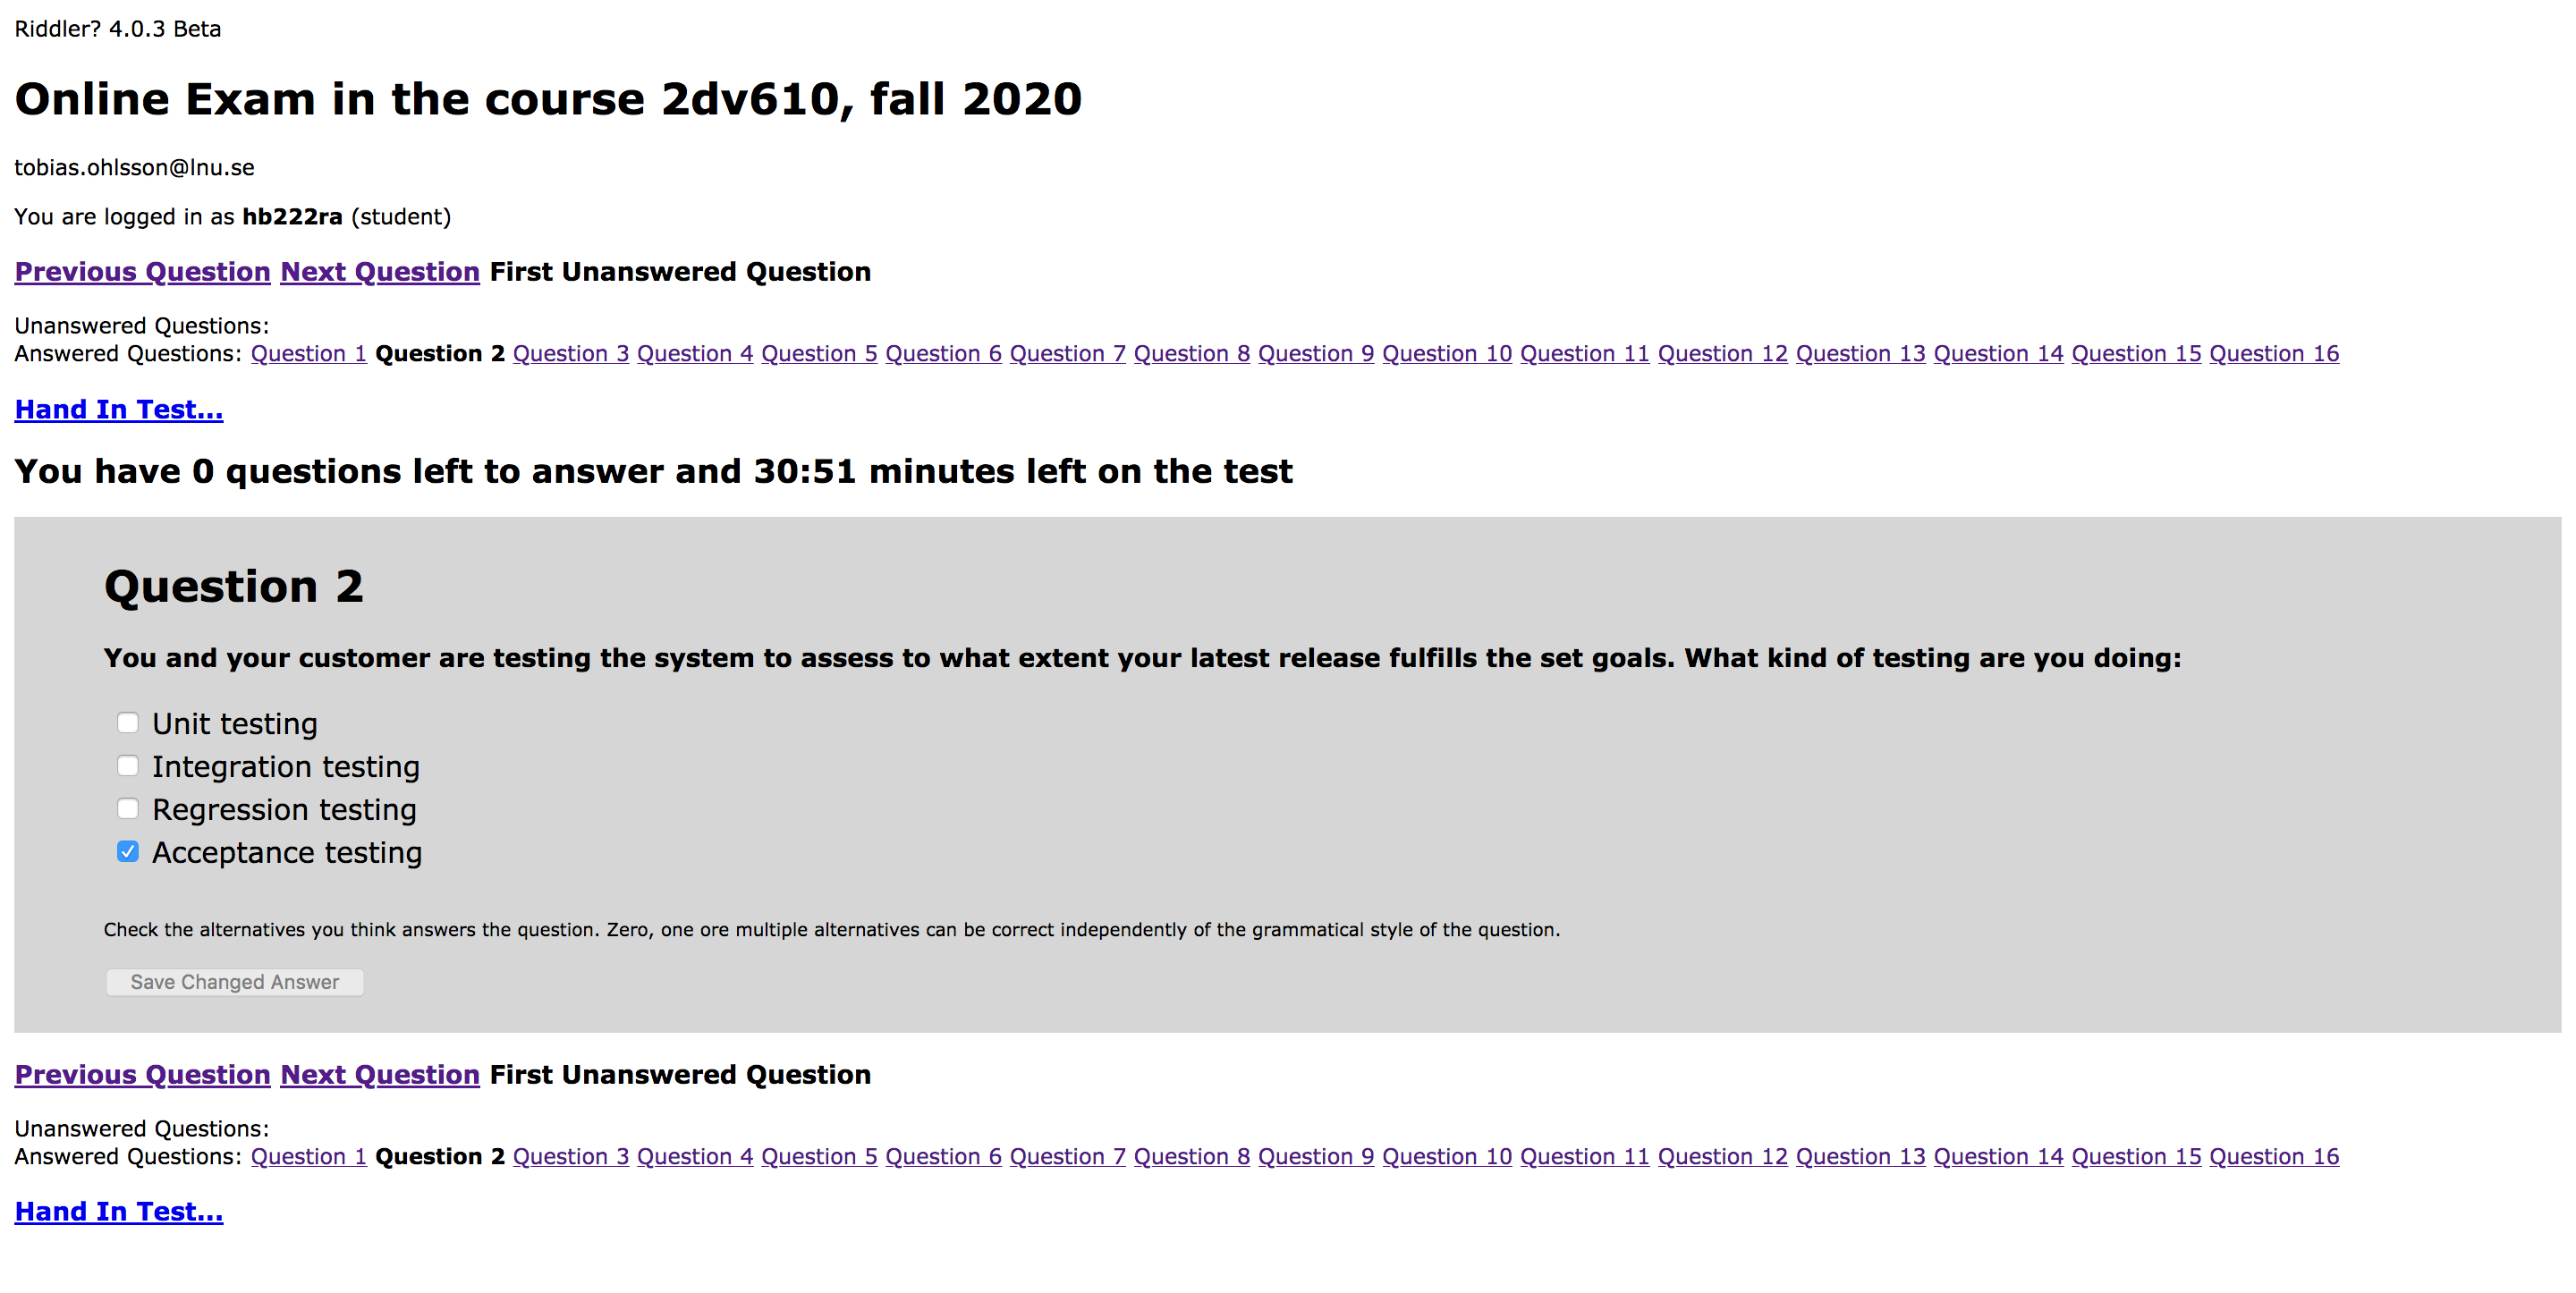 Riddler? 4.0.3 Beta
Online Exam in the course 2dv610, fall 2020
tobias.ohlsson@lnu.se
You are logged in as hb222ra (student)
Previous Question Next Question First Unanswered Question
Unanswered Questions:
Answered Questions: Question 1 Question 2 Question 3 Question 4 Question 5 Question 6 Question 7 Question 8 Question 9 Question 10 Question 11 Question 12 Question 13 Question 14 Question 15 Question 16
Hand In Test...
You have 0 questions left to answer and 30:51 minutes left on the test
Question 2
You and your customer are testing the system to assess to what extent your latest release fulfills the set goals. What kind of testing are you doing:
Unit testing
Integration testing
Regression testing
Acceptance testing
Check the alternatives you think answers the question. Zero, one ore multiple alternatives can be correct independently of the grammatical style of the question.
Save Changed Answer
Previous Question Next Question First Unanswered Question
Unanswered Questions:
Answered Questions: Question 1 Question 2 Question 3 Question 4 Question 5 Question 6 Question 7 Question 8 Question 9 Question 10 Question 11 Question 12 Question 13 Question 14 Question 15 Question 16
Hand In Test...